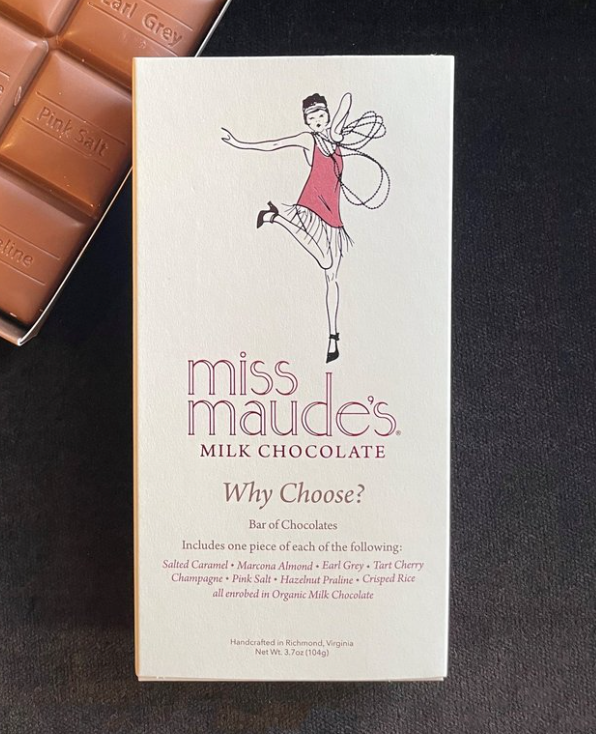 Earl Grey
Pink Salt
miss
maude's®
MILK CHOCOLATE
Why Choose?
Bar of Chocolates
Includes one piece of each of the following:
Salted Caramel • Marcona Almond • Earl Grey • Tart Cherry
Champagne • Pink Salt • Hazelnut Praline • Crisped Rice
all enrobed in Organic Milk Chocolate
Handcrafted in Richmond, Virginia
Net Wt. 3.7oz (104g)